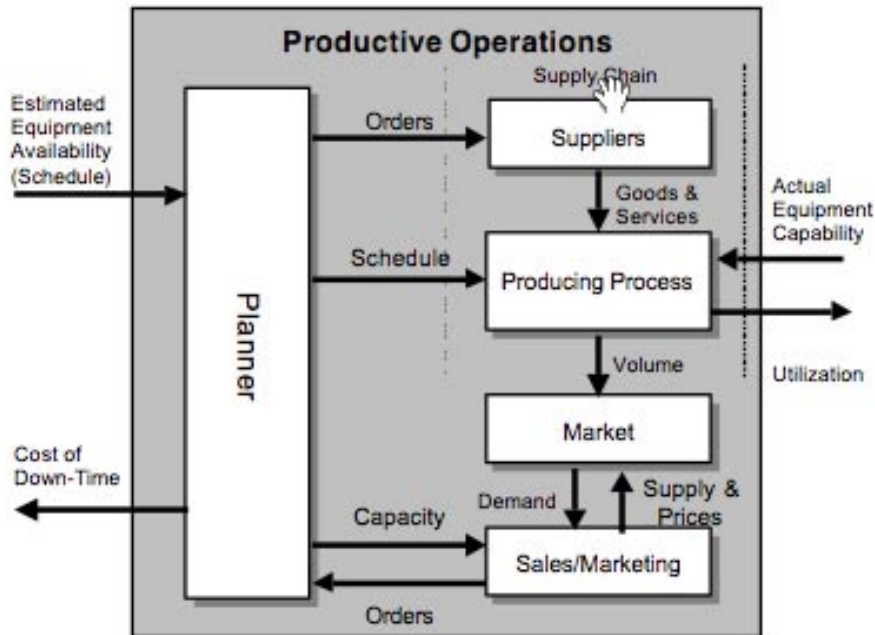 Productive Operations
Supply Chain
Estimated
Equipment
Availability
(Schedule)
Orders
Suppliers
Goods &
Services
Actual
Equipment
Capability
Schedule
Producing Process
Planner
Volume
Utilization
Market
Cost of
Down-Time
Demand
Supply &
Prices
Capacity
Sales/Marketing
Orders